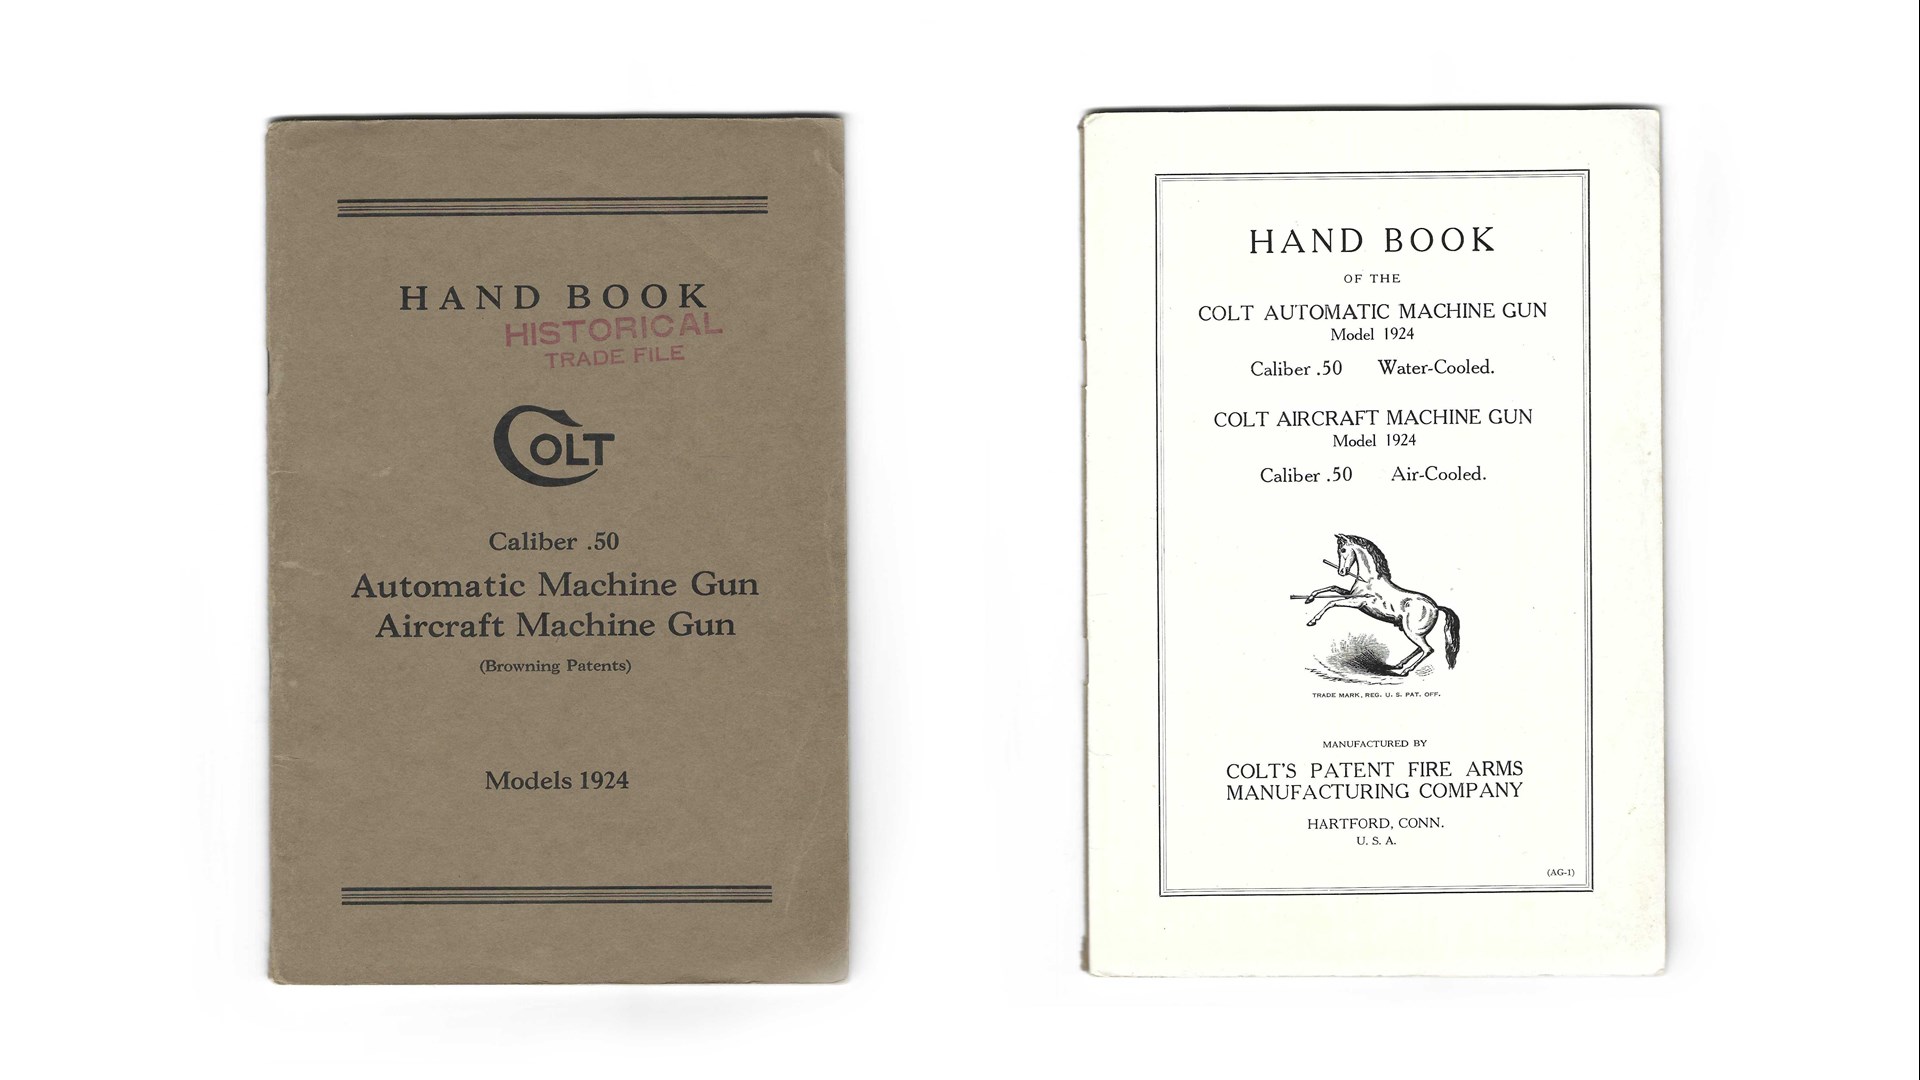 HAND BOOK
HISTORICAL
TRADE FILE
COLT
Caliber .50
Automatic Machine Gun
Aircraft Machine Gun
(Browning Patents)
Models 1924
HAND BOOK
OF THE
COLT AUTOMATIC MACHINE GUN
Model 1924
Caliber .50 Water-Cooled.
COLT AIRCRAFT MACHINE GUN
Model 1924
Caliber .50 Air-Cooled.
TRADE MARK, REG. U. S. PAT. OFF.
MANUFACTURED BY
COLT'S PATENT FIRE ARMS
MANUFACTURING COMPANY
HARTFORD, CONN.
U. S. A.
(AG-1)